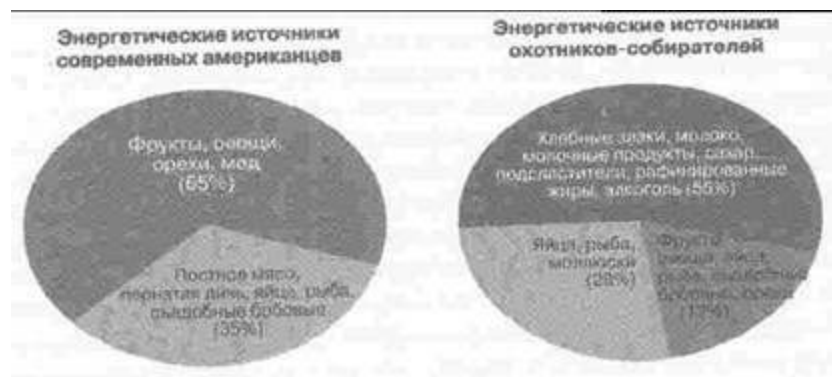 Энергетические источники
современных американцев
Фрукты, овощи,
орехи, мед
(65%)
Постное мясо,
пернатая дичь, яйца, рыба,
съедобные бобовые
(35%)
Энергетические источники
охотников-собирателей
Хлебные злаки, молоко,
молочные продукты, сахар,
подсластители, рафинированные
жиры, алкоголь (55%)
Яйца, рыба,
моллюски
(28%)
Фрукты
яйца,
рыба, съедобные
бобовые, орехи
(17%)